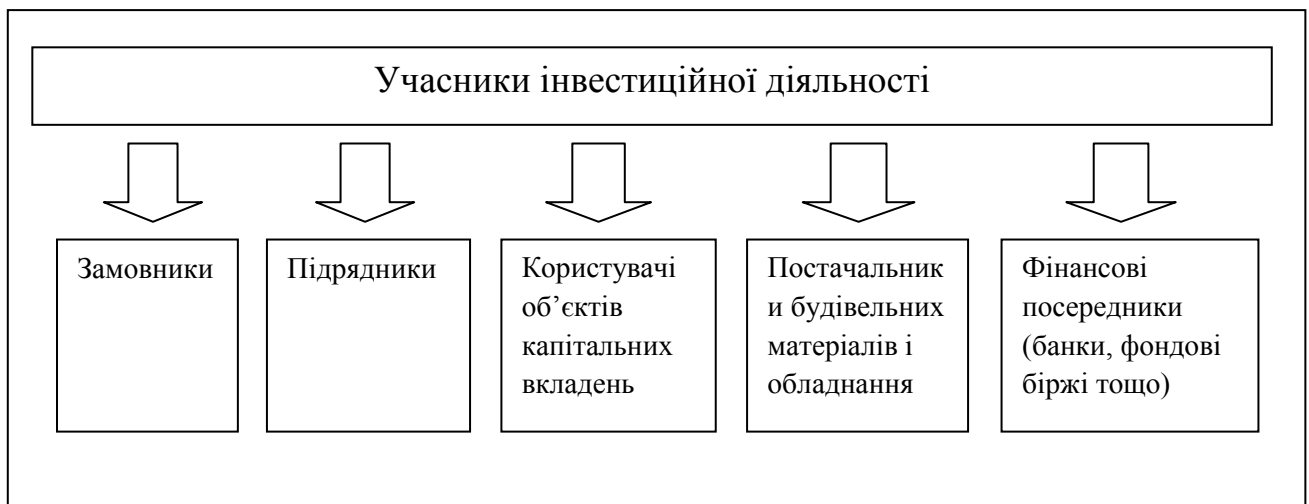 Учасники інвестиційної діяльності
Замовники
Підрядники
Користувачі
об’єктів
капітальних
вкладень
Постачальник
и будівельних
матеріалів і
обладнання
Фінансові
посередники
(банки, фондові
біржі тощо)